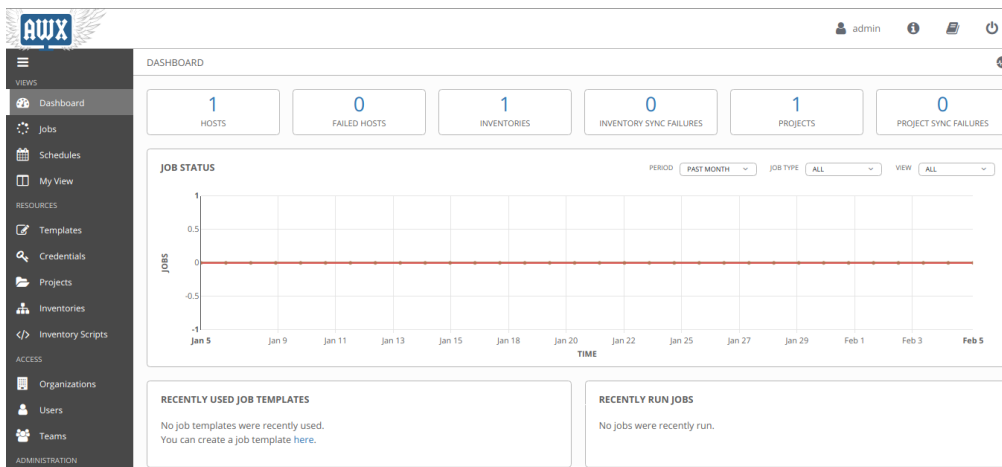 AWX
admin
VIEWS
Dashboard
Jobs
Schedules
My View
RESOURCES
Templates
Credentials
Projects
Inventories
Inventory Scripts
ACCESS
Organizations
Users
Teams
ADMINISTRATION
DASHBOARD
1 0 1 0 1 0
HOSTS FAILED HOSTS INVENTORIES INVENTORY SYNC FAILURES PROJECTS PROJECT SYNC FAILURES
JOB STATUS PERIOD PAST MONTH JOB TYPE ALL VIEW ALL
1
0.5
0
-0.5
-1
JOBS
Jan 5 Jan 9 Jan 11 Jan 13 Jan 15 Jan 18 Jan 20 Jan 22 Jan 25 Jan 27 Jan 29 Feb 1 Feb 3 Feb 5
TIME
RECENTLY USED JOB TEMPLATES
No job templates were recently used.
You can create a job template here.
RECENTLY RUN JOBS
No jobs were recently run.